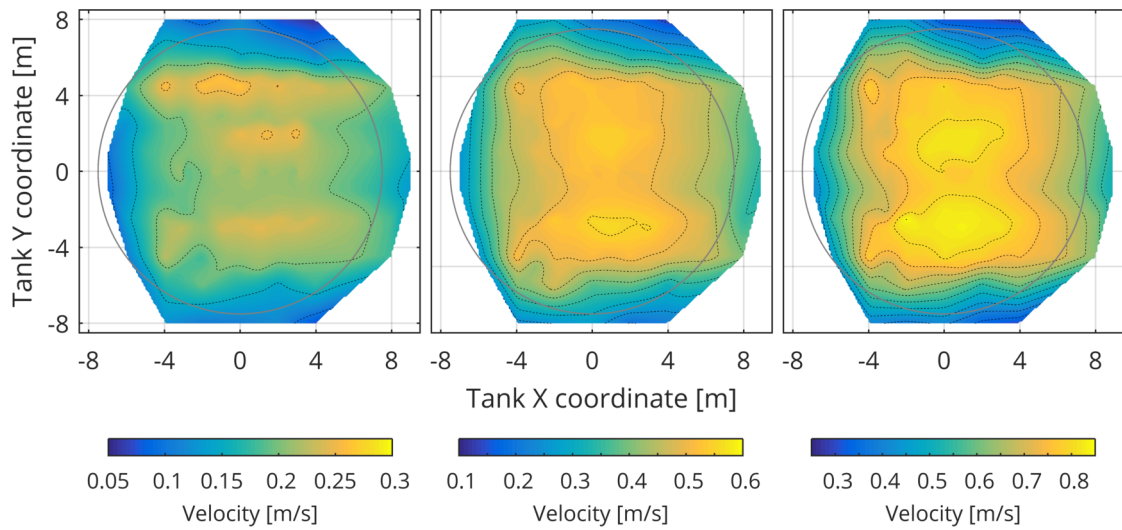 Tank Y coordinate [m]
8
4
0
-4
-8
-8 -4 0 4 8
-8 -4 0 4 8
-8 -4 0 4 8
Tank X coordinate [m]
0.05 0.1 0.15 0.2 0.25 0.3
0.1 0.2 0.3 0.4 0.5 0.6
0.3 0.4 0.5 0.6 0.7 0.8
Velocity [m/s] Velocity [m/s] Velocity [m/s]